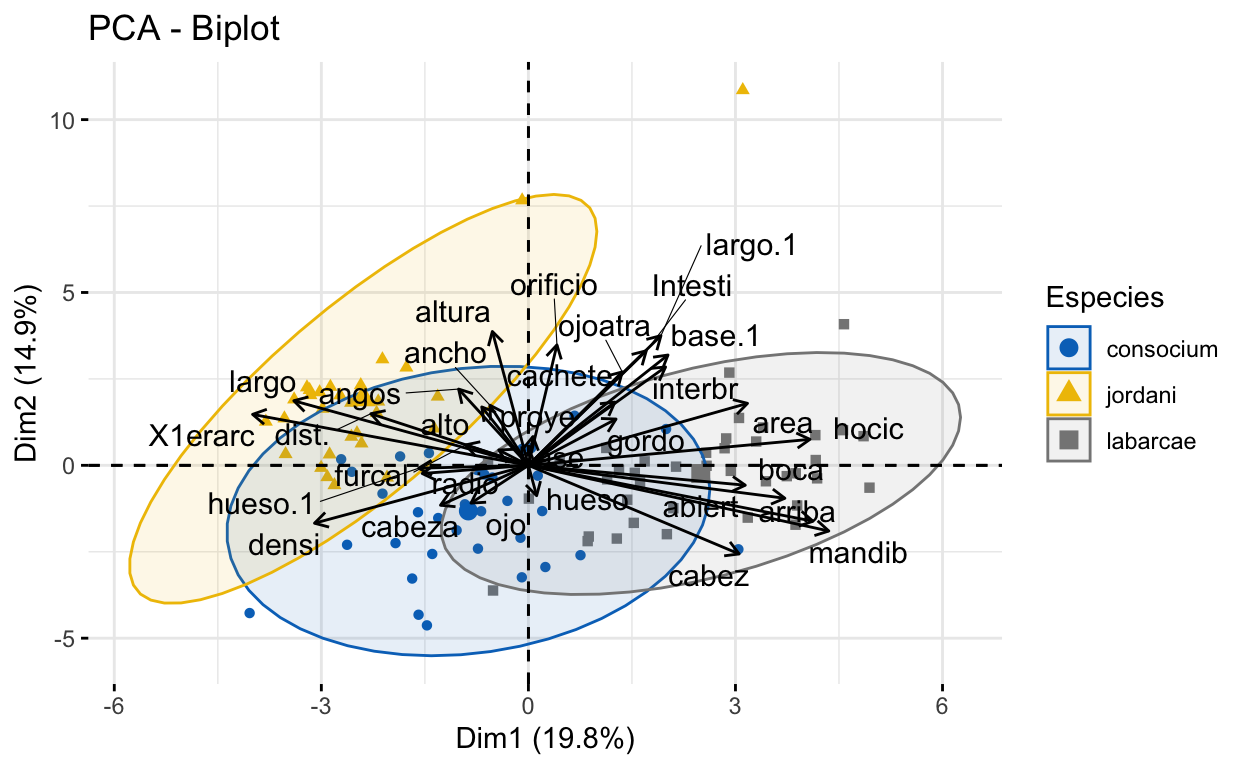 PCA - Biplot
10
5
0
-5
-6
-3
0
3
6
Dim2 (14.9%)
Dim1 (19.8%)
largo.1
orificio
Intesti
altura
ojoatra
base.1
ancho
cachete
largo
angos
interbr
X1erarc
dist.
alto
proye
gordo
area
hocic
furcal
radio
boca
hueso.1
hueso
abiert
arriba
densi
cabeza
ojo
mandib
cabez
Especies
consocium
jordani
labarcae